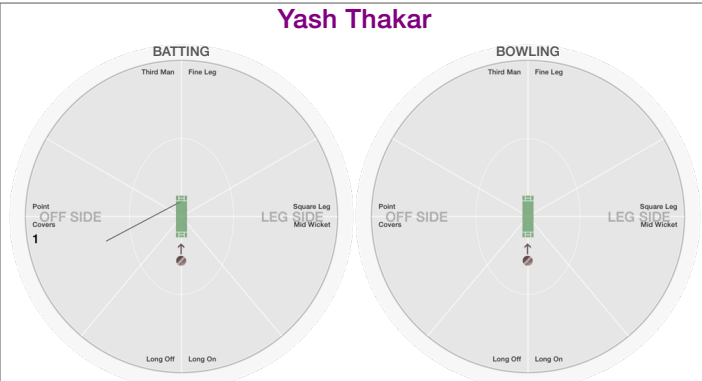 Yash Thakar
BATTING
Third Man Fine Leg
Point
OFF SIDE
Covers
1
Square Leg
LEG SIDE
Mid Wicket
Long Off Long On
BOWLING
Third Man Fine Leg
Point
OFF SIDE
Covers
Square Leg
LEG SIDE
Mid Wicket
Long Off Long On